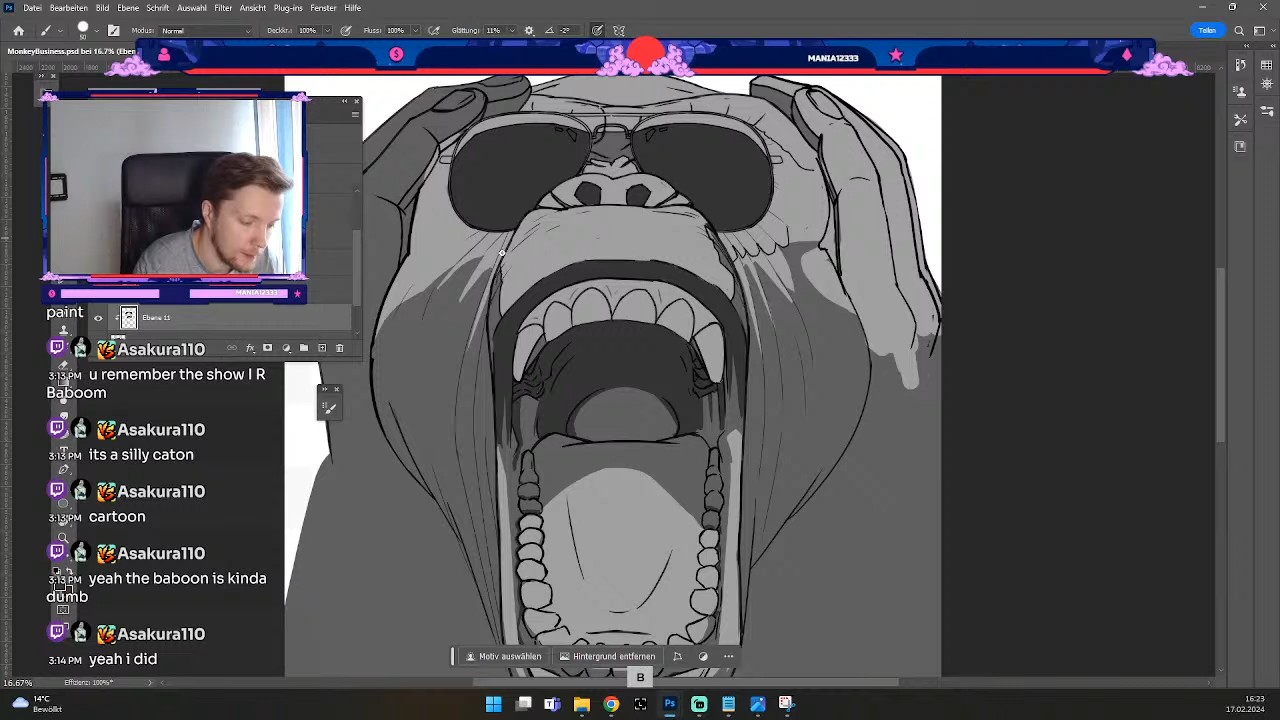 Datei Bearbeiten Bild Ebene Schrift Auswahl Filter 3D Ansicht Plug-ins Fenster Hilfe
Modus: Normal Deckkr.: 100% Fluss: 100% Glättung: 11% Teilen
MonkeyBusiness.psd bei 16.7% (Eben
MANIA12333
MANIA12333
Ebene 11
paint
Asakura110
3:13 PM u remember the show I R
Baboom
Asakura110
3:13 PM its a silly caton
Asakura110
3:13 PM cartoon
Asakura110
3:13 PM yeah the baboon is kinda
dumb
Asakura110
3:14 PM yeah i did
Motiv auswählen Hintergrund entfernen
B
16.67% Effizienz: 100%*
14°C
Bewölkt
16:23
17.02.2024